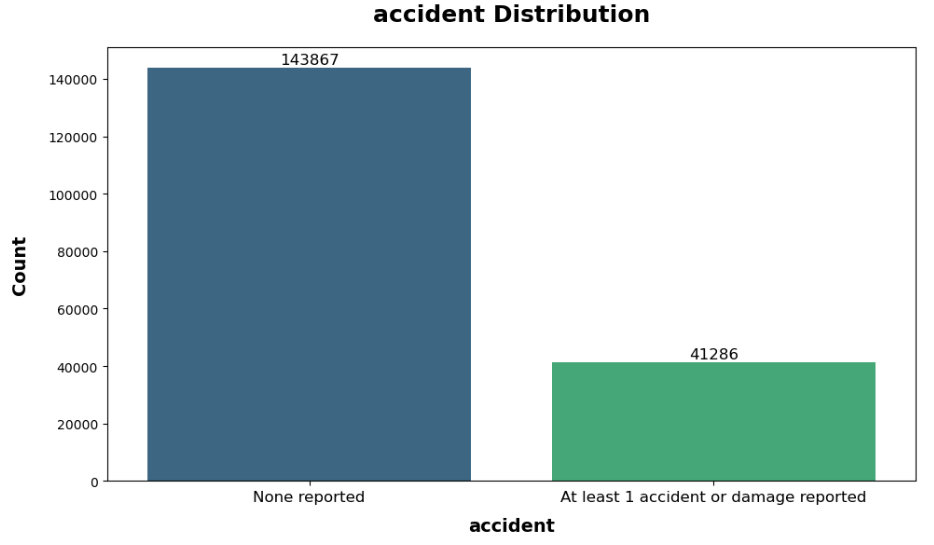 accident Distribution
143867
140000
120000
100000
80000
60000
40000
20000
0
Count
41286
None reported
At least 1 accident or damage reported
accident